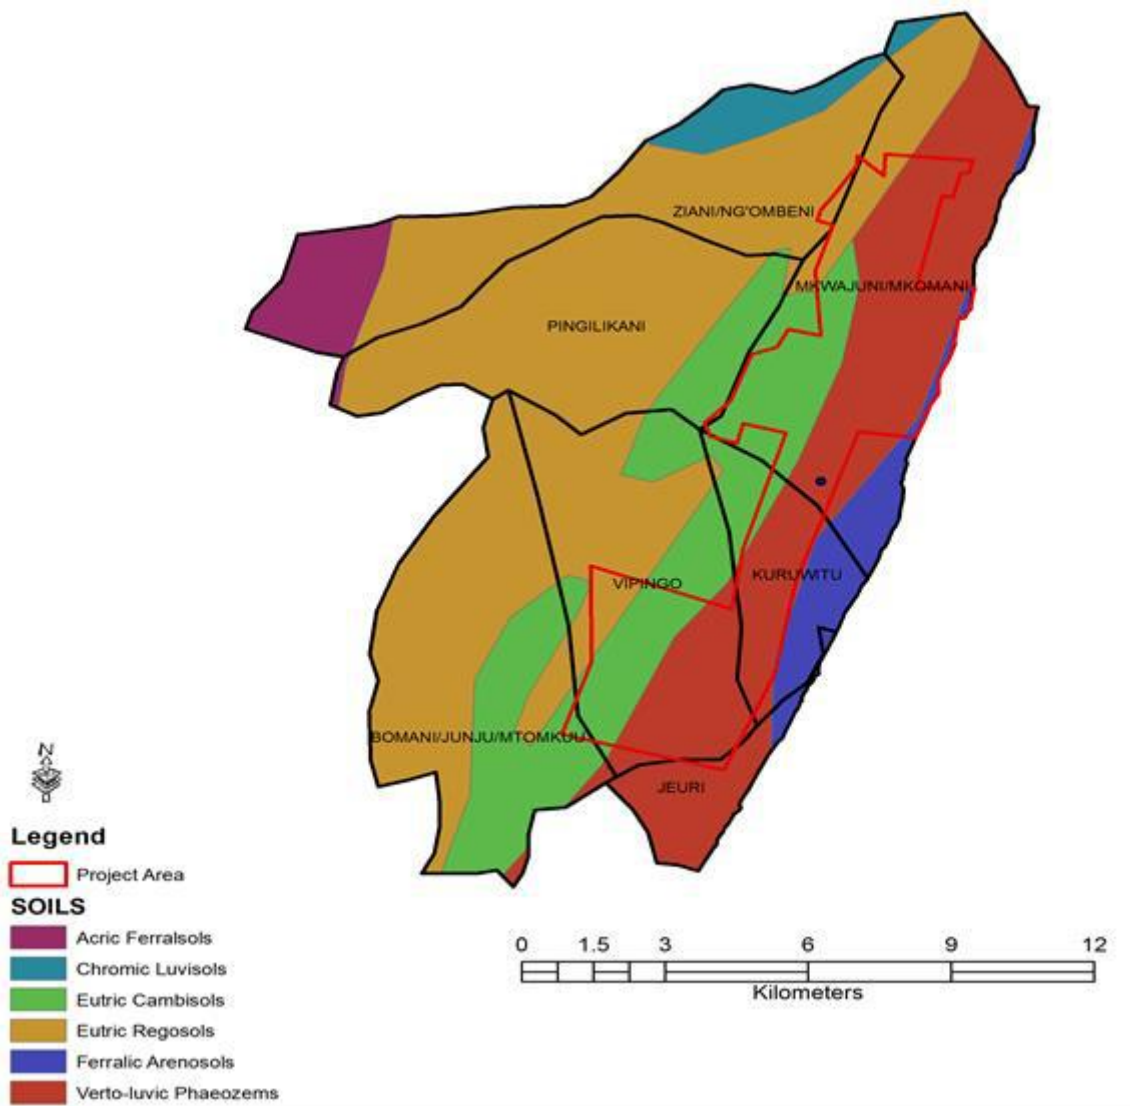 ZIANI/NG'OMBENI
MKWAJUNI/MKOMANI
PINGILIKANI
VIPINGO
KURUWITU
BOMANI/JUNJU/MTOMKUU
JEURI
N
Legend
Project Area
SOILS
Acric Ferralsols
Chromic Luvisols
Eutric Cambisols
Eutric Regosols
Ferralic Arenosols
Verto-luvic Phaeozems
0 1.5 3 6 9 12
Kilometers